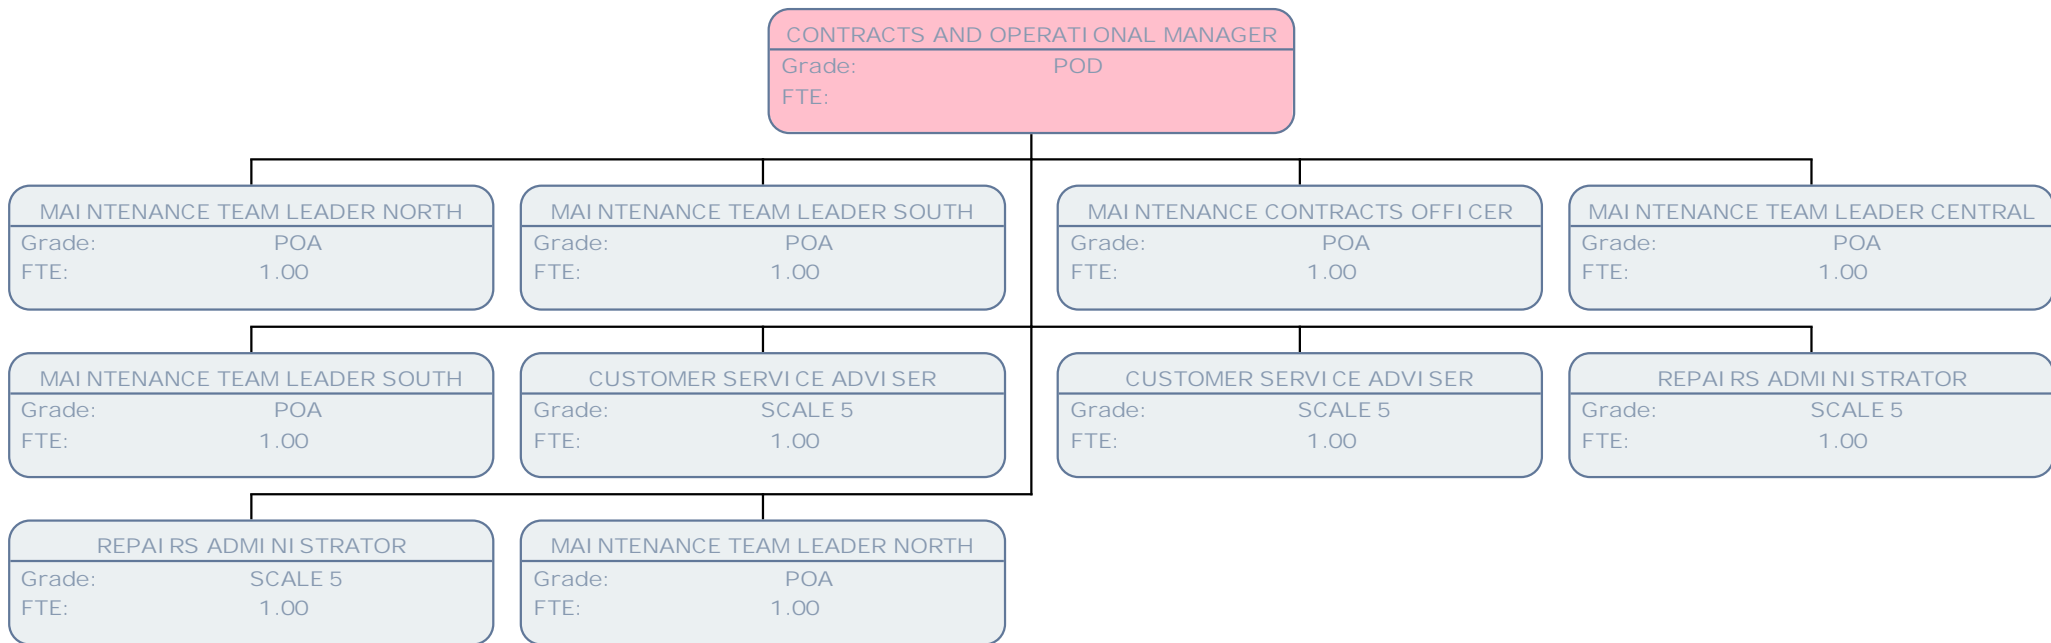 CONTRACTS AND OPERATIONAL MANAGER
Grade: POD
FTE:
MAINTENANCE TEAM LEADER NORTH
Grade: POA
FTE: 1.00
MAINTENANCE TEAM LEADER SOUTH
Grade: POA
FTE: 1.00
MAINTENANCE CONTRACTS OFFICER
Grade: POA
FTE: 1.00
MAINTENANCE TEAM LEADER CENTRAL
Grade: POA
FTE: 1.00
MAINTENANCE TEAM LEADER SOUTH
Grade: POA
FTE: 1.00
CUSTOMER SERVICE ADVISER
Grade: SCALE 5
FTE: 1.00
CUSTOMER SERVICE ADVISER
Grade: SCALE 5
FTE: 1.00
REPAIRS ADMINISTRATOR
Grade: SCALE 5
FTE: 1.00
REPAIRS ADMINISTRATOR
Grade: SCALE 5
FTE: 1.00
MAINTENANCE TEAM LEADER NORTH
Grade: POA
FTE: 1.00